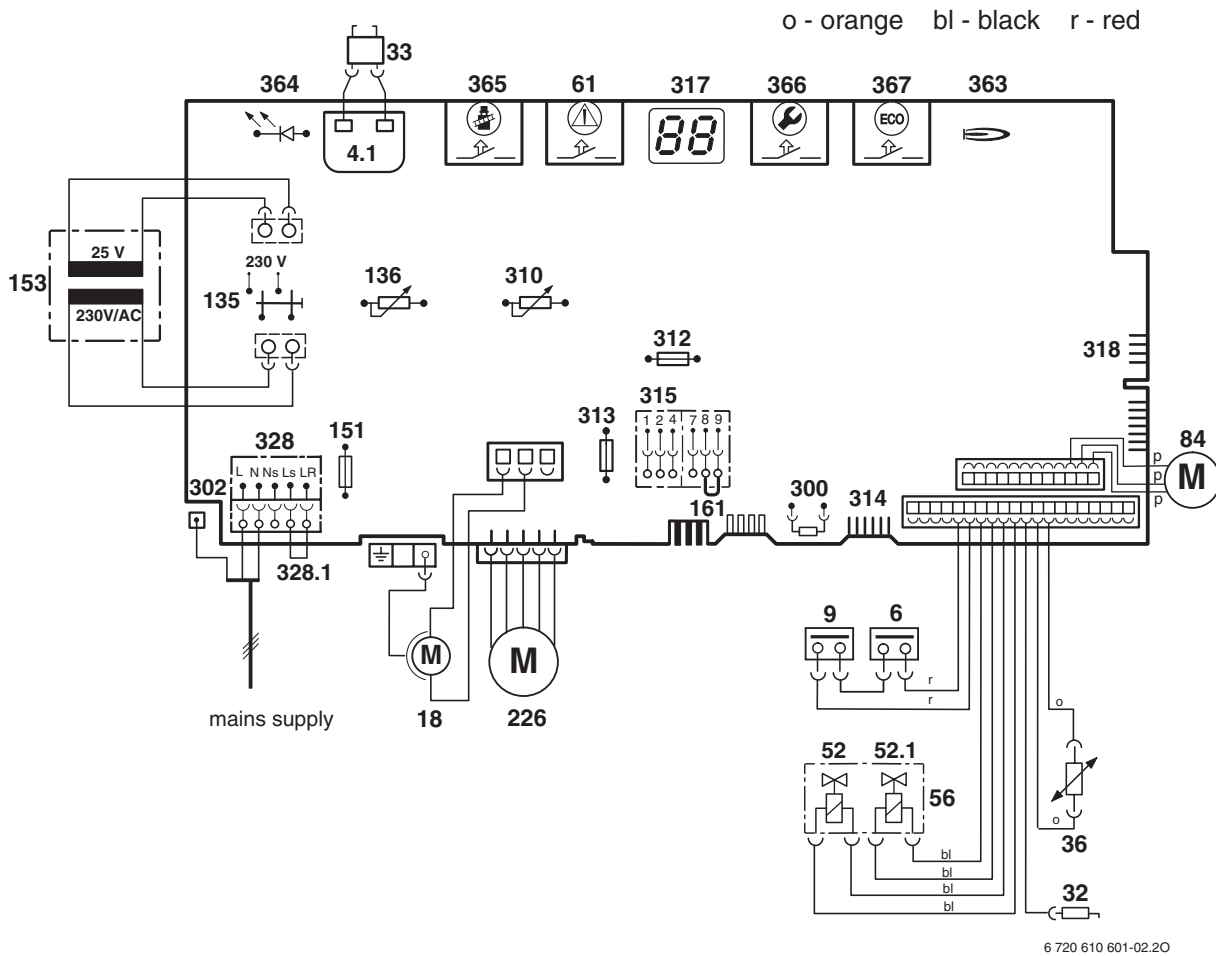 o - orange bl - black r - red
33
364 365 61 317 366 367 363
4.1 88 ECO
25 V
153
230 V
135
136 310
230V/AC
312
318
315
1 2 4 7 8 9
313
151
328
84
L N Ns Ls LR
302
p
M
p
p
300 314
161
328.1
9 6
M M
r
r
mains supply 18 226
o
52 52.1
56
o
36
bl
bl
bl
bl
32
6 720 610 601-02.2O